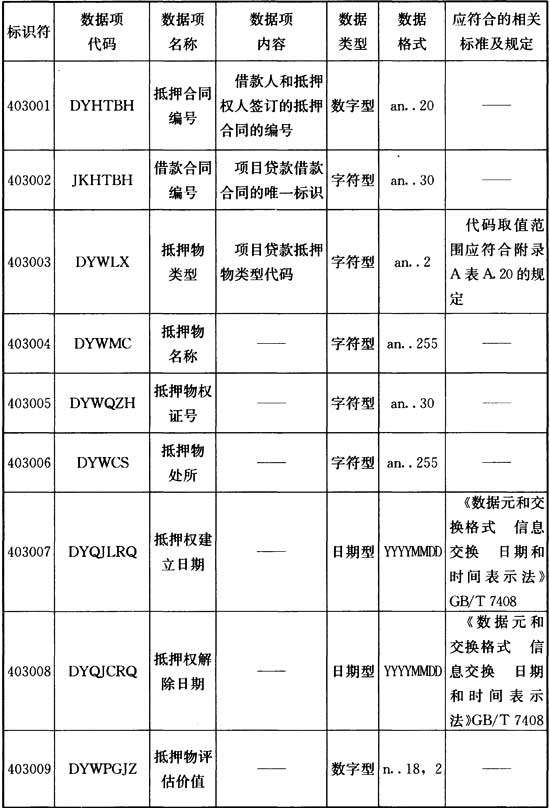 标识符 数据项代码 数据项名称 数据项内容 数据类型 数据格式 应符合的相关标准及规定
403001 DYHTBH 抵押合同编号 借款人和抵押权人签订的抵押合同的编号 数字型 an..20 ——
403002 JKHTBH 借款合同编号 项目贷款借款合同的唯一标识 字符型 an..30 ——
403003 DYWLX 抵押物类型 项目贷款抵押物类型代码 字符型 an..2 代码取值范围应符合附录A表A.20的规定
403004 DYWMC 抵押物名称 —— 字符型 an..255 ——
403005 DYWQZH 抵押物权证号 —— 字符型 an..30 ——
403006 DYWCS 抵押物处所 —— 字符型 an..255 ——
403007 DYQJLRQ 抵押权建立日期 —— 日期型 YYYYMMDD 《数据元和交换格式 信息交换 日期和时间表示法》GB/T 7408
403008 DYQJCRQ 抵押权解除日期 —— 日期型 YYYYMMDD 《数据元和交换格式 信息交换 日期和时间表示法》GB/T 7408
403009 DYWPGJZ 抵押物评估价值 —— 数字型 n..18，2 ——